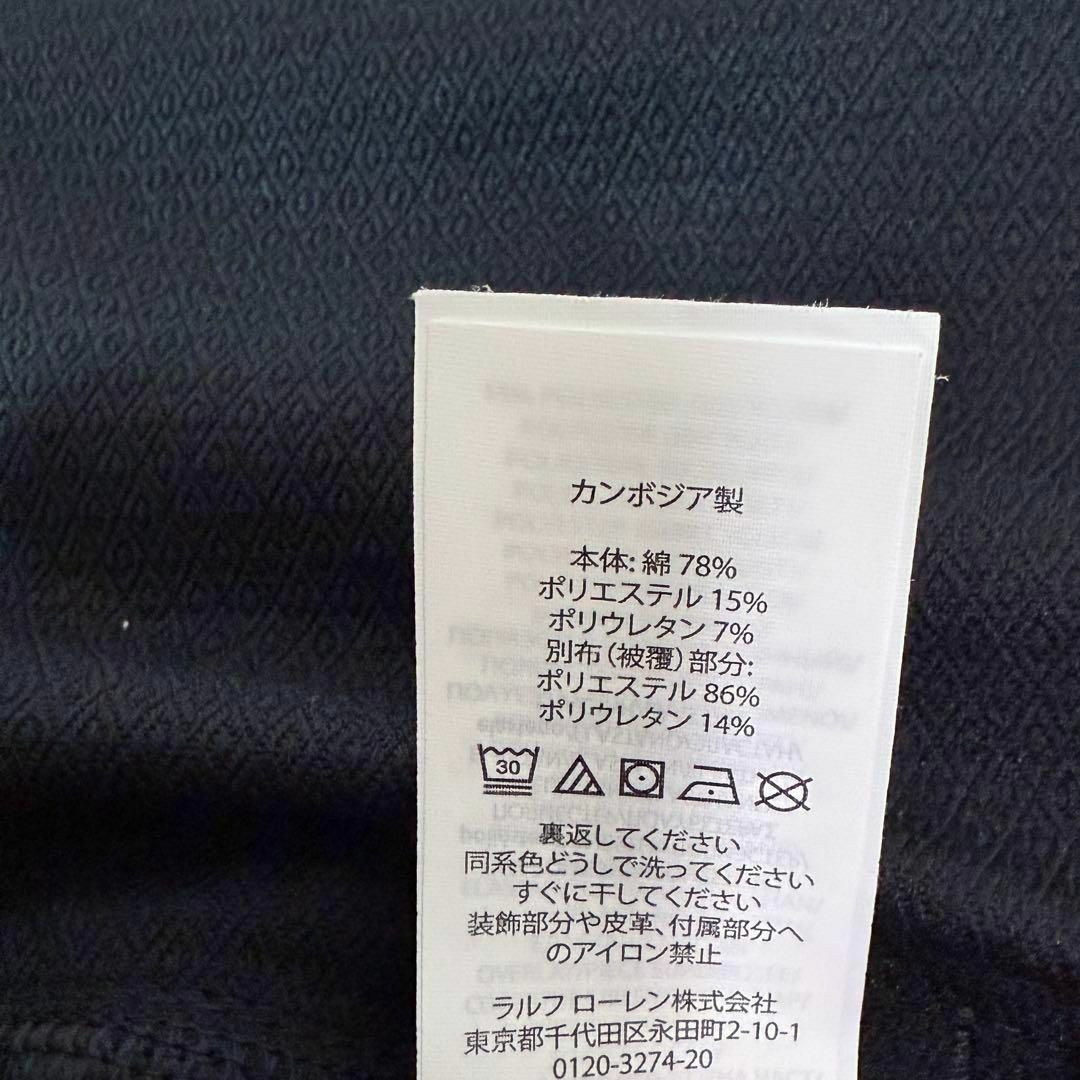 カンボジア製
本体: 綿 78%
ポリエステル 15%
ポリウレタン 7%
別布(被覆)部分:
ポリエステル 86%
ポリウレタン 14%
30
裏返してください
同系色どうしで洗ってください
すぐに干してください
装飾部分や皮革、付属部分へ
のアイロン禁止
ラルフ ローレン株式会社
東京都千代田区永田町2-10-1
0120-3274-20